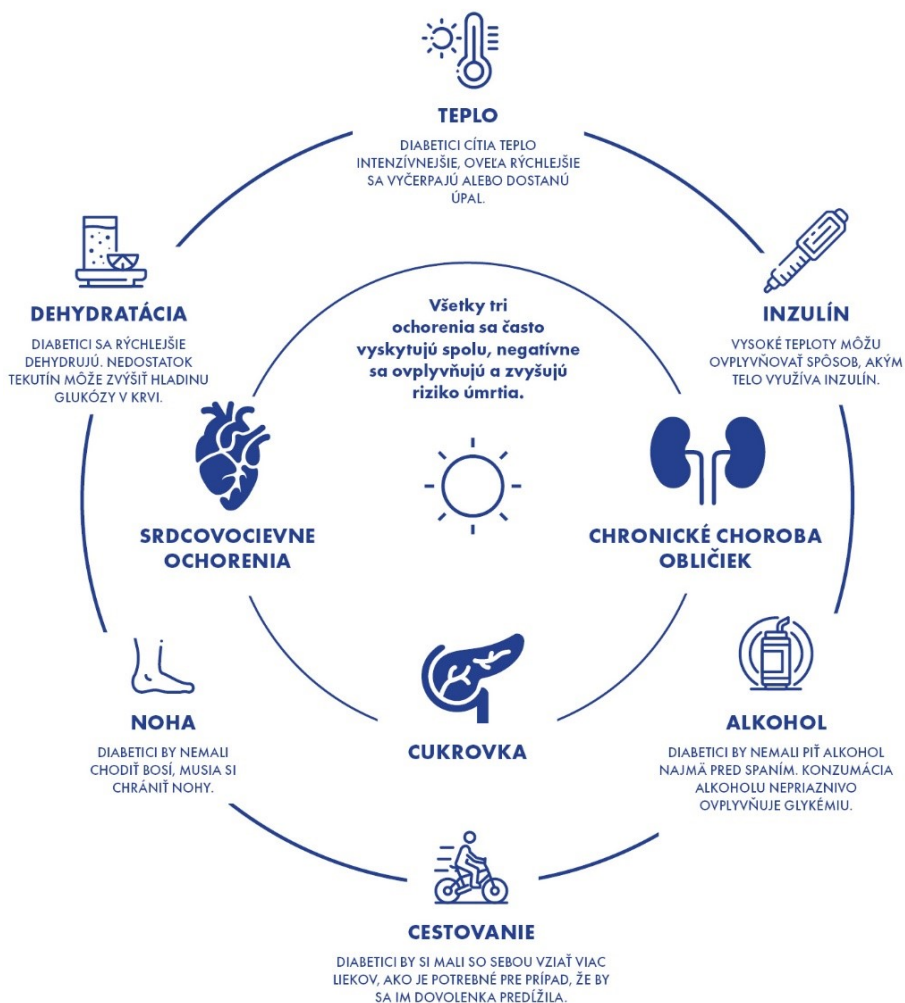 TEPLO
DIABETICI CÍTIA TEPLO
INTENZÍVNEJŠIE, OVEĽA RÝCHLEJŠIE
SA VYČERPAJÚ ALEBO DOSTANÚ
ÚPAL.
DEHYDRATÁCIA
DIABETICI SA RÝCHLEJŠIE
DEHYDRUJÚ. NEDOSTATOK
TEKUTÍN MÔŽE ZVÝŠIŤ HLADINU
GLUKÓZY V KRVI.
INZULÍN
VYSOKÉ TEPLOTY MÔŽU
OVPLYVŇOVAŤ SPÔSOB, AKÝM
TELO VYUŽÍVA INZULÍN.
Všetky tri
ochorenia sa často
vyskytujú spolu, negatívne
sa ovplyvňujú a zvyšujú
riziko úmrtia.
SRDCOVOCIEVNE
OCHORENIA
CHRONICKÉ CHOROBA
OBLIČIEK
CUKROVKA
NOHA
DIABETICI BY NEMALI
CHODIŤ BOSÍ, MUSIA SI
CHRÁNIŤ NOHY.
ALKOHOL
DIABETICI BY NEMALI PIŤ ALKOHOL
NAJMÄ PRED SPANÍM. KONZUMÁCIA
ALKOHOLU NEPRIAZNIVO
OVPLYVŇUJE GLYKÉMIU.
CESTOVANIE
DIABETICI BY SI MALI SO SEBOU VZIAŤ VIAC
LIEKOV, AKO JE POTREBNÉ PRE PRÍPAD, ŽE BY
SA IM DOVOLENKA PREDĹŽILA.